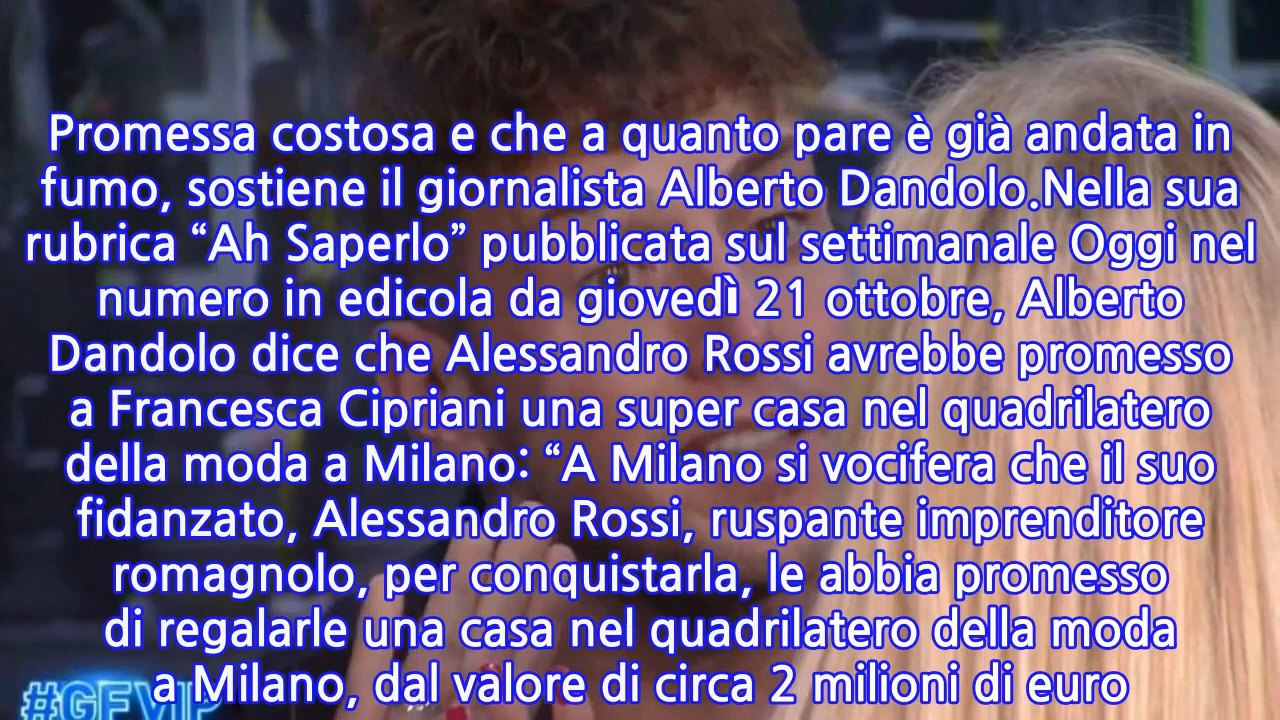 Promessa costosa e che a quanto pare è già andata in
fumo, sostiene il giornalista Alberto Dandolo.Nella sua
rubrica “Ah Saperlo” pubblicata sul settimanale Oggi nel
numero in edicola da giovedì 21 ottobre, Alberto
Dandolo dice che Alessandro Rossi avrebbe promesso
a Francesca Cipriani una super casa nel quadrilatero
della moda a Milano: “A Milano si vocifera che il suo
fidanzato, Alessandro Rossi, ruspante imprenditore
romagnolo, per conquistarla, le abbia promesso
di regalarle una casa nel quadrilatero della moda
a Milano, dal valore di circa 2 milioni di euro
#GFVIP